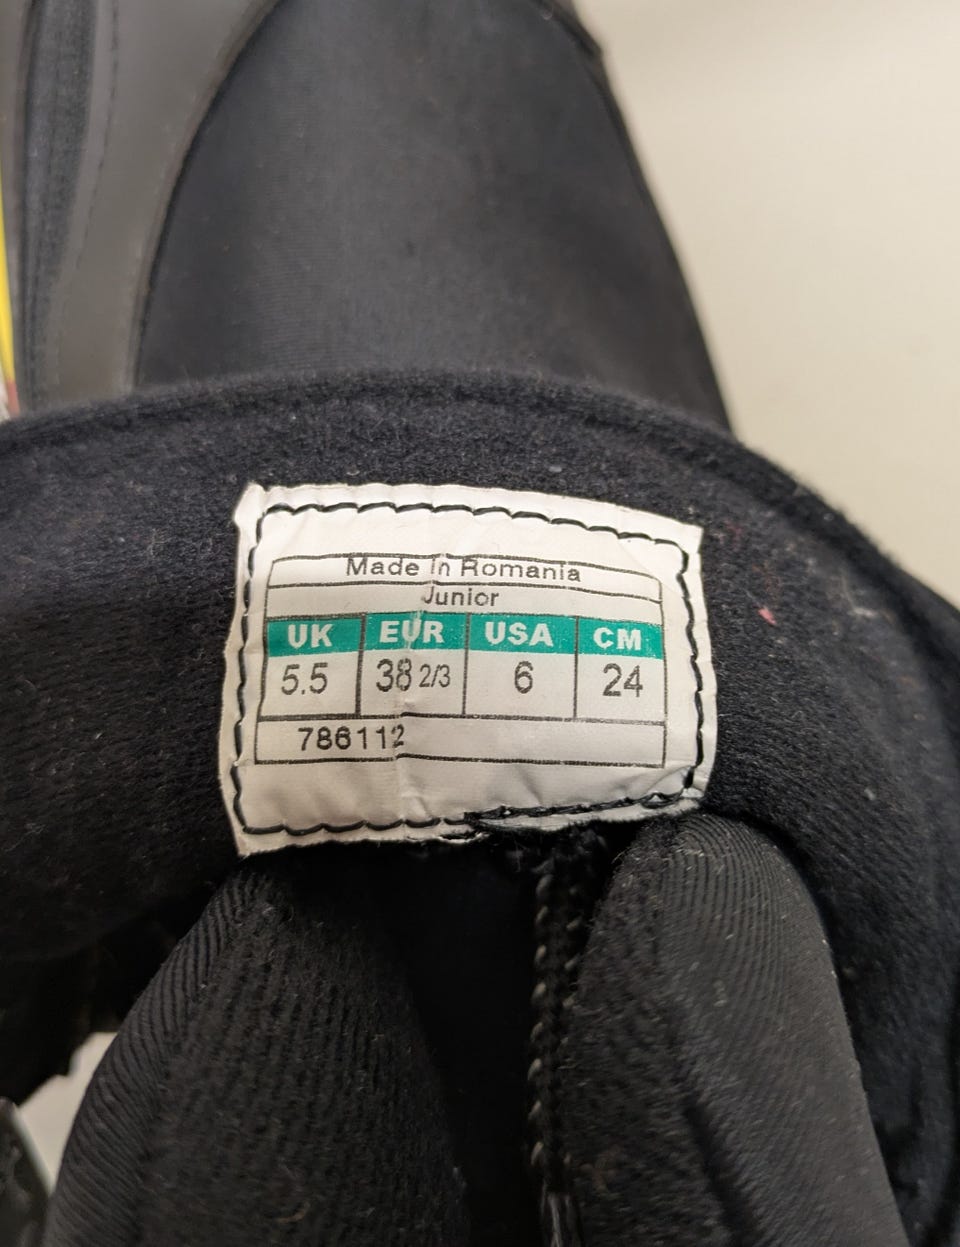 Made in Romania
Junior
UK EUR USA CM
5.5 38 2/3 6 24
786112